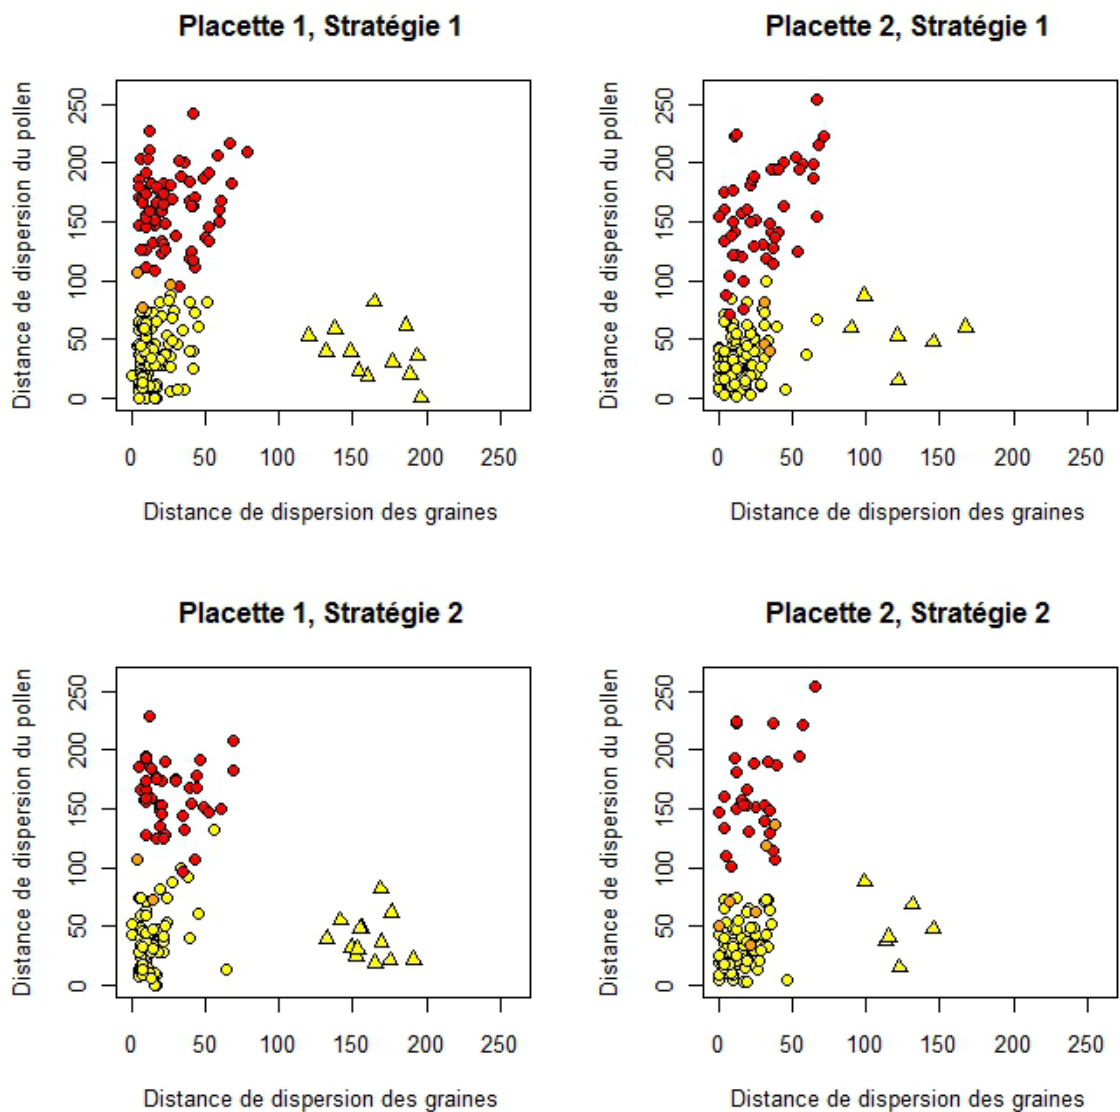 Placette 1, Stratégie 1
Distance de dispersion du pollen
250
200
150
100
50
0
0 50 100 150 200 250
Distance de dispersion des graines
Placette 2, Stratégie 1
Distance de dispersion du pollen
250
200
150
100
50
0
0 50 100 150 200 250
Distance de dispersion des graines
Placette 1, Stratégie 2
Distance de dispersion du pollen
250
200
150
100
50
0
0 50 100 150 200 250
Distance de dispersion des graines
Placette 2, Stratégie 2
Distance de dispersion du pollen
250
200
150
100
50
0
0 50 100 150 200 250
Distance de dispersion des graines